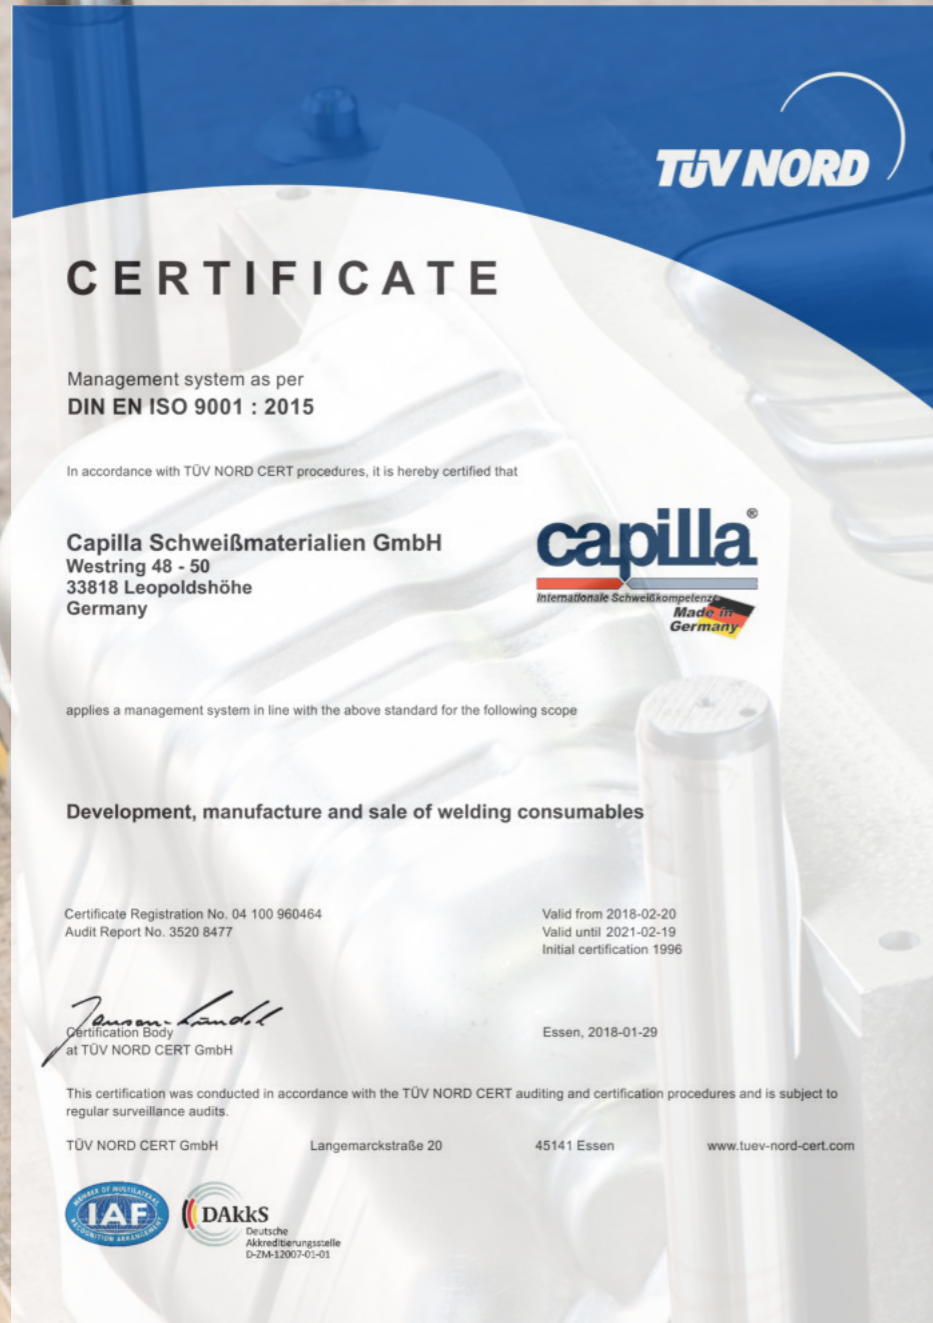 TÜV NORD
CERTIFICATE
Management system as per
DIN EN ISO 9001 : 2015
In accordance with TÜV NORD CERT procedures, it is hereby certified that
Capilla Schweißmaterialien GmbH
Westring 48 - 50
33818 Leopoldshöhe
Germany
capilla®
Internationale Schweißkompetenz
Made in
Germany
applies a management system in line with the above standard for the following scope
Development, manufacture and sale of welding consumables
Certificate Registration No. 04 100 960464
Audit Report No. 3520 8477
Valid from 2018-02-20
Valid until 2021-02-19
Initial certification 1996
Certification Body
at TÜV NORD CERT GmbH
Essen, 2018-01-29
This certification was conducted in accordance with the TÜV NORD CERT auditing and certification procedures and is subject to
regular surveillance audits.
TÜV NORD CERT GmbH Langemarckstraße 20 45141 Essen www.tuev-nord-cert.com
MEMBER OF MULTILATERAL
IAF
RECOGNITION ARRANGEMENT
DAkkS
Deutsche
Akkreditierungsstelle
D-ZM-12007-01-01